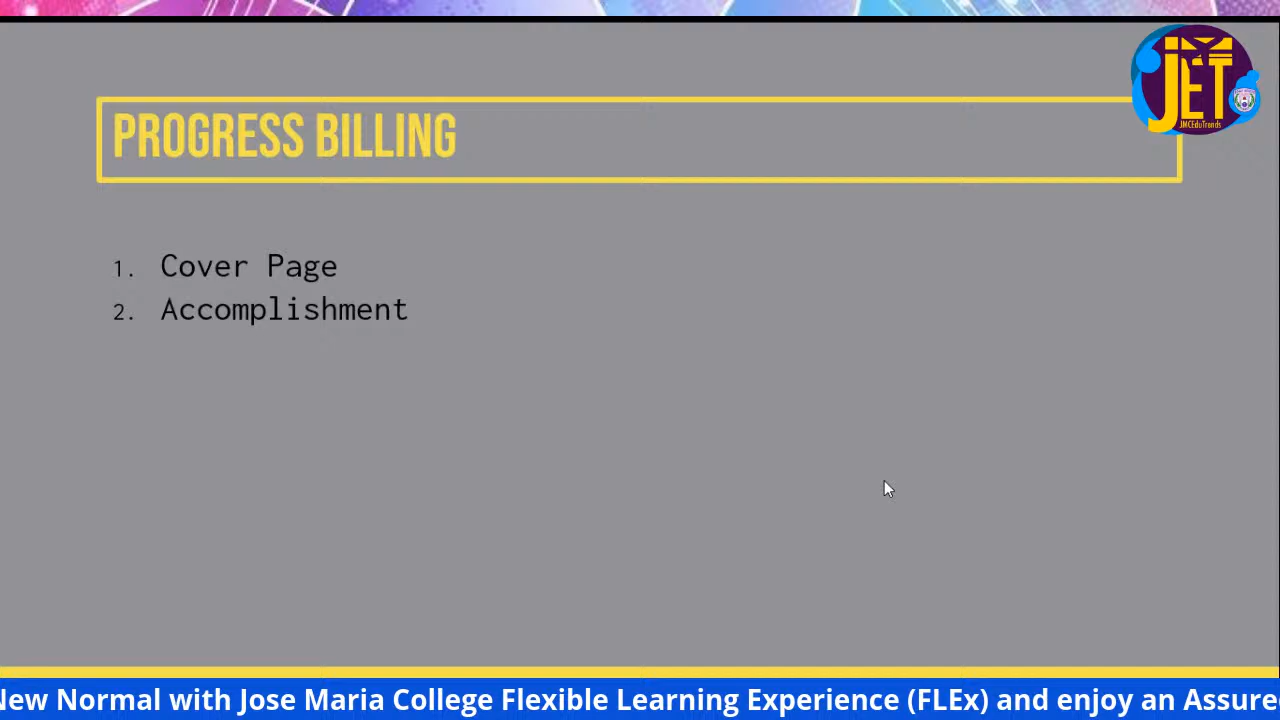 JET
JMCEduTrends
PROGRESS BILLING
1. Cover Page
2. Accomplishment
New Normal with Jose Maria College Flexible Learning Experience (FLEx) and enjoy an Assure